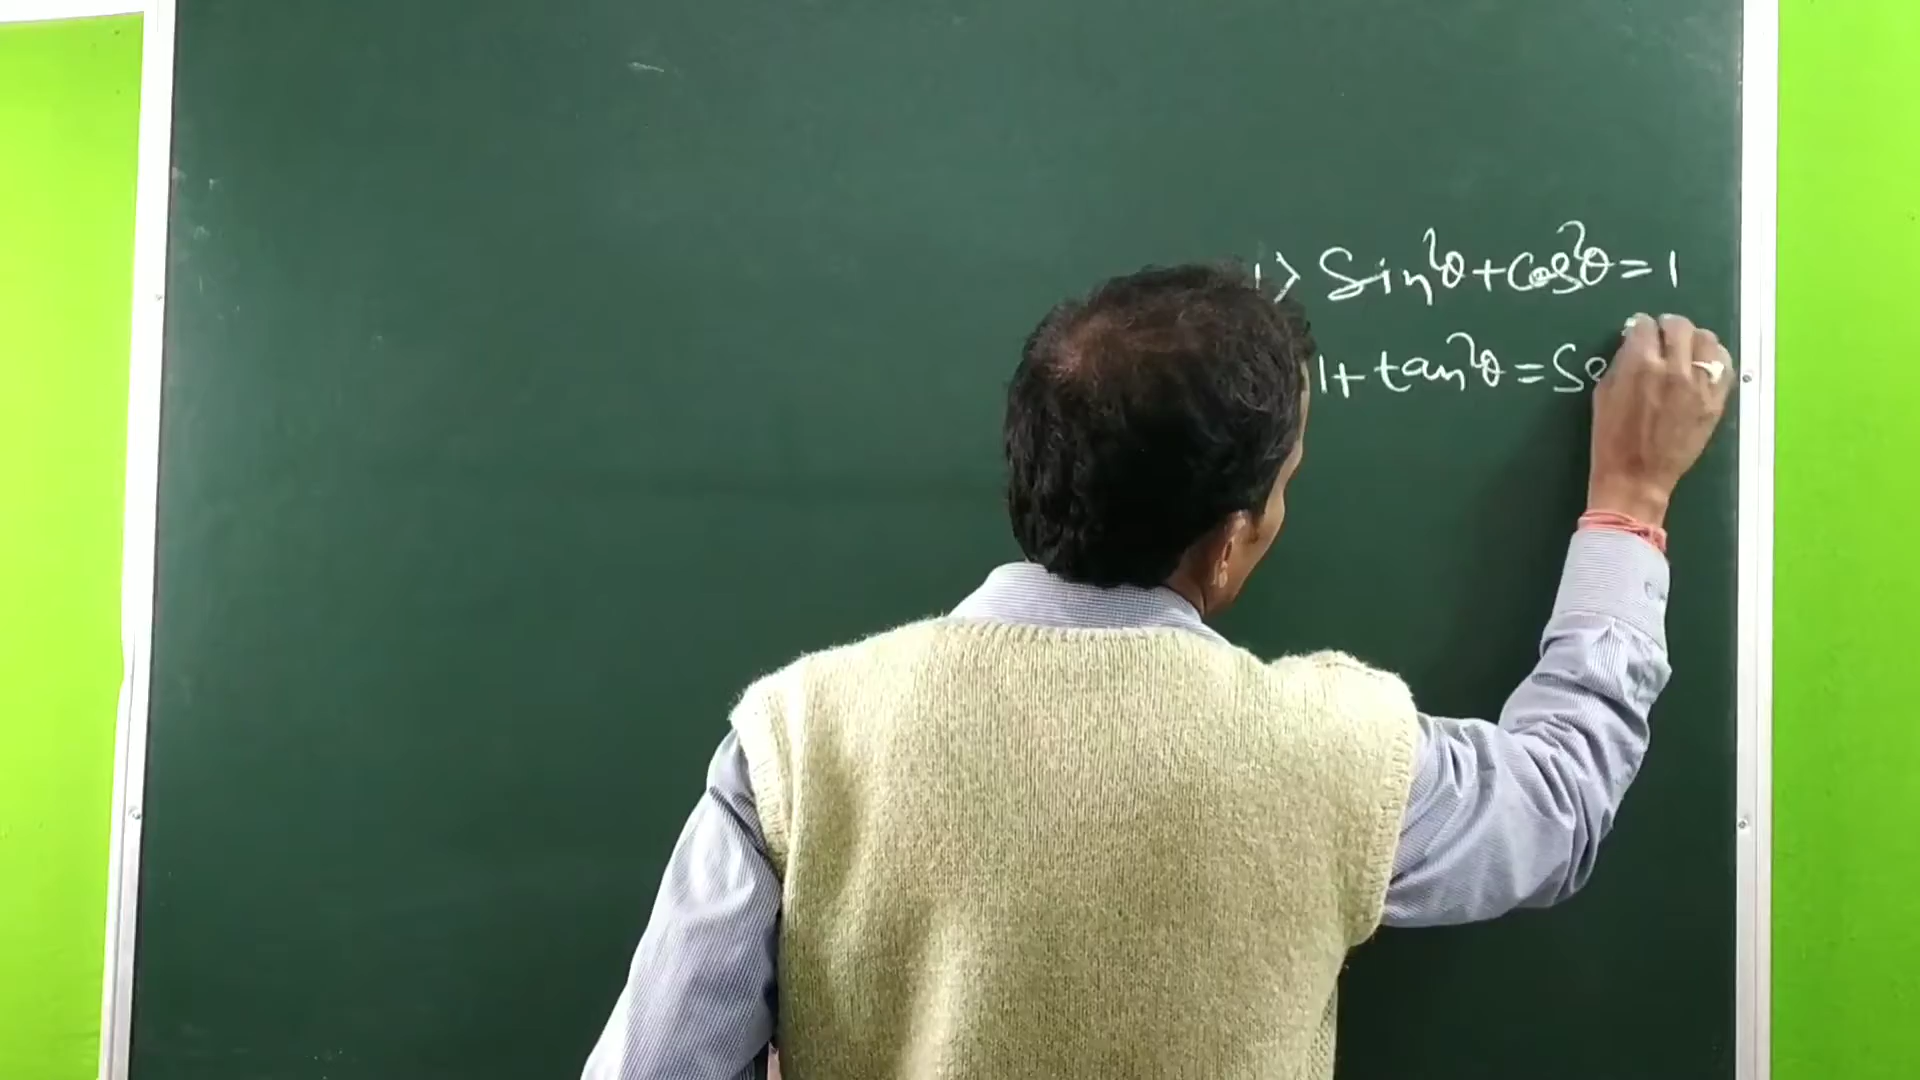 1) Sin²θ + Cos²θ = 1
1 + tan²θ = Se